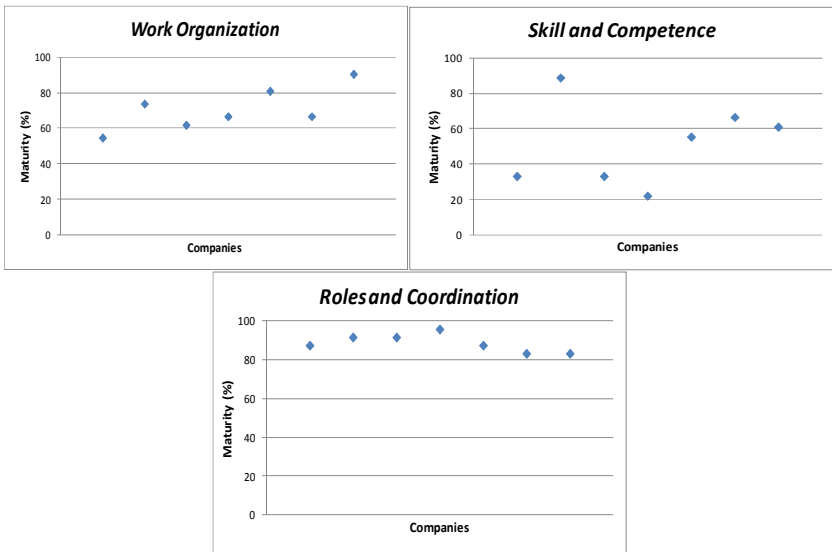 Work Organization
100
80
60
40
20
0
Maturity (%)
Companies
Skill and Competence
100
80
60
40
20
0
Maturity (%)
Companies
Roles and Coordination
100
80
60
40
20
0
Maturity (%)
Companies